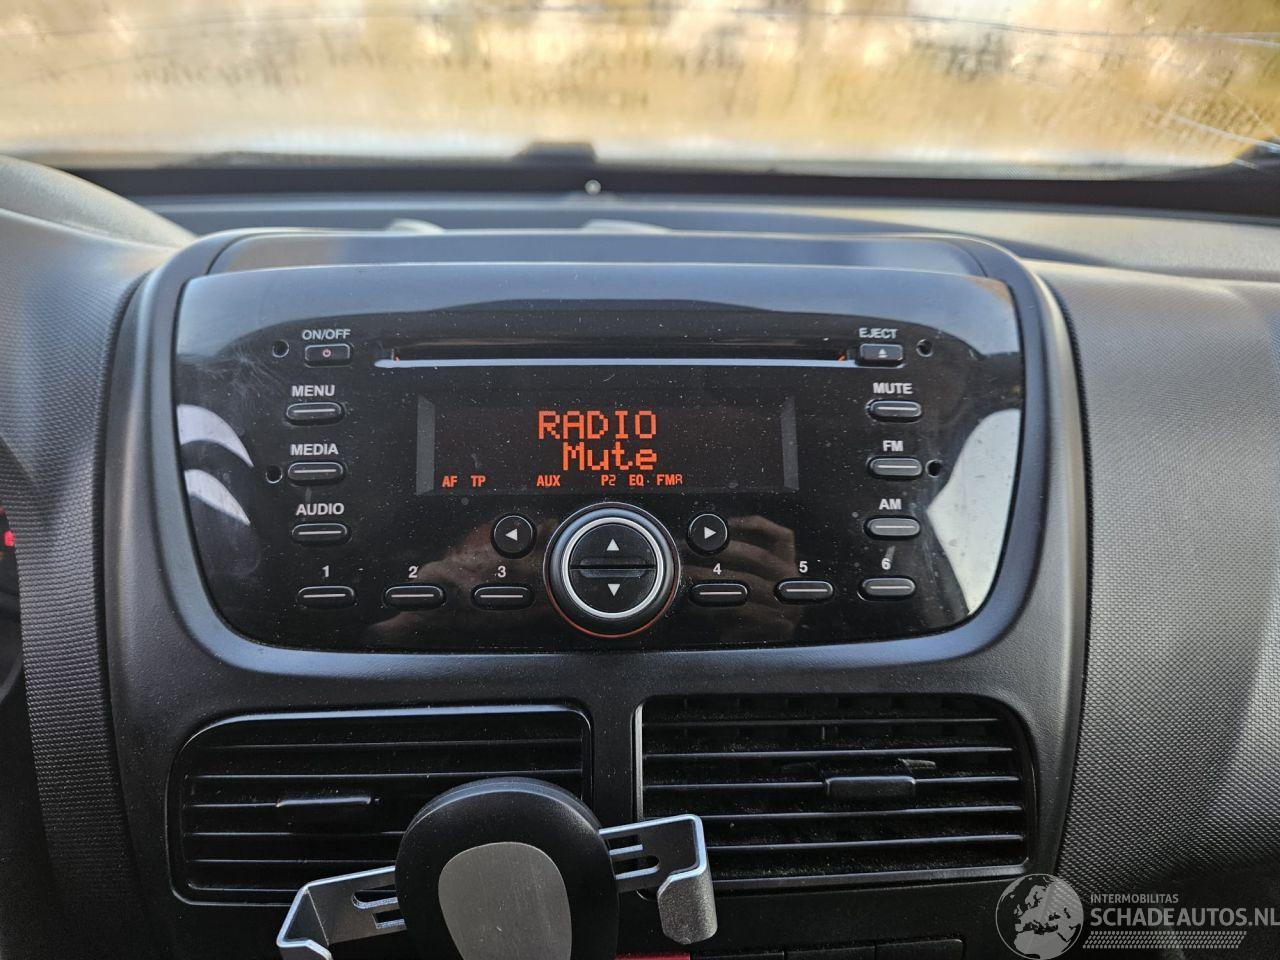 ON/OFF
EJECT
MENU
MUTE
RADIO
Mute
MEDIA
FM
AF TP AUX P2 EQ FMA
AUDIO
AM
1 2 3 4 5 6
INTERMOBILITAS
SCHADEAUTOS.NL